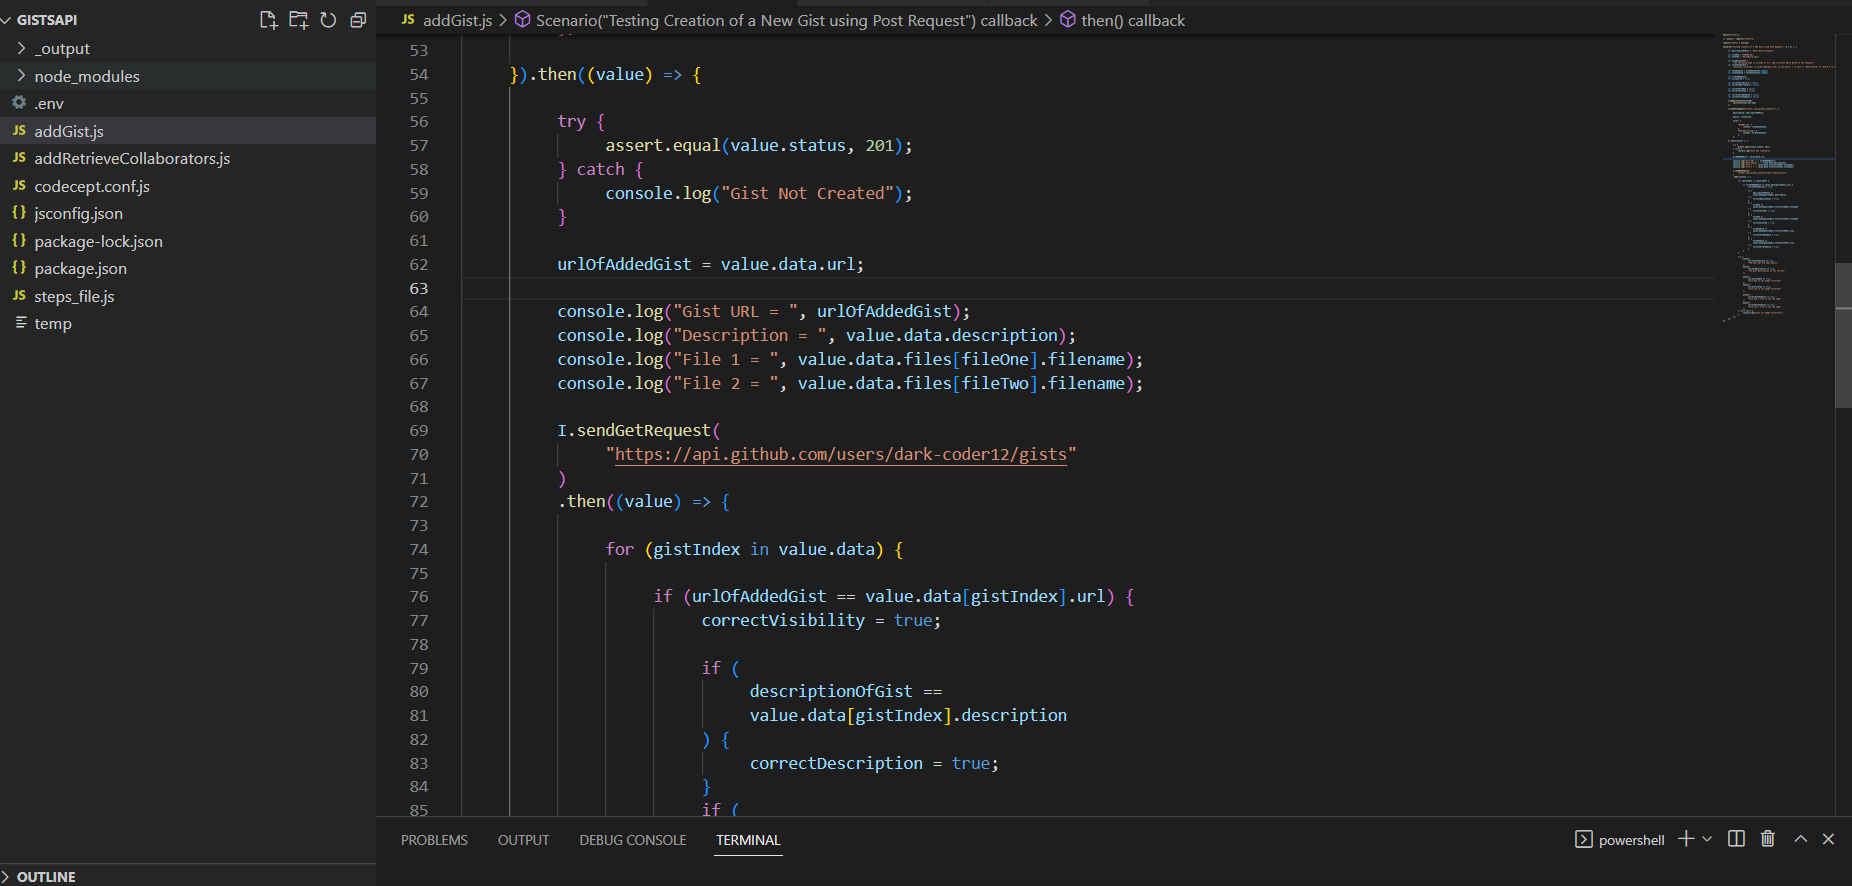 GISTSAPI
_output
node_modules
.env
JS addGist.js
JS addRetrieveCollaborators.js
JS codecept.conf.js
{} jsconfig.json
{} package-lock.json
{} package.json
JS steps_file.js
temp
OUTLINE
JS addGist.js > Scenario("Testing Creation of a New Gist using Post Request") callback > then() callback
53
54 }).then((value) => {
55
56 try {
57 assert.equal(value.status, 201);
58 } catch {
59 console.log("Gist Not Created");
60 }
61
62 urlOfAddedGist = value.data.url;
63
64 console.log("Gist URL = ", urlOfAddedGist);
65 console.log("Description = ", value.data.description);
66 console.log("File 1 = ", value.data.files[fileOne].filename);
67 console.log("File 2 = ", value.data.files[fileTwo].filename);
68
69 I.sendGetRequest(
70 "https://api.github.com/users/dark-coder12/gists"
71 )
72 .then((value) => {
73
74 for (gistIndex in value.data) {
75
76 if (urlOfAddedGist == value.data[gistIndex].url) {
77 correctVisibility = true;
78
79 if (
80 descriptionOfGist ==
81 value.data[gistIndex].description
82 ) {
83 correctDescription = true;
84 }
85 if (
PROBLEMS OUTPUT DEBUG CONSOLE TERMINAL powershell